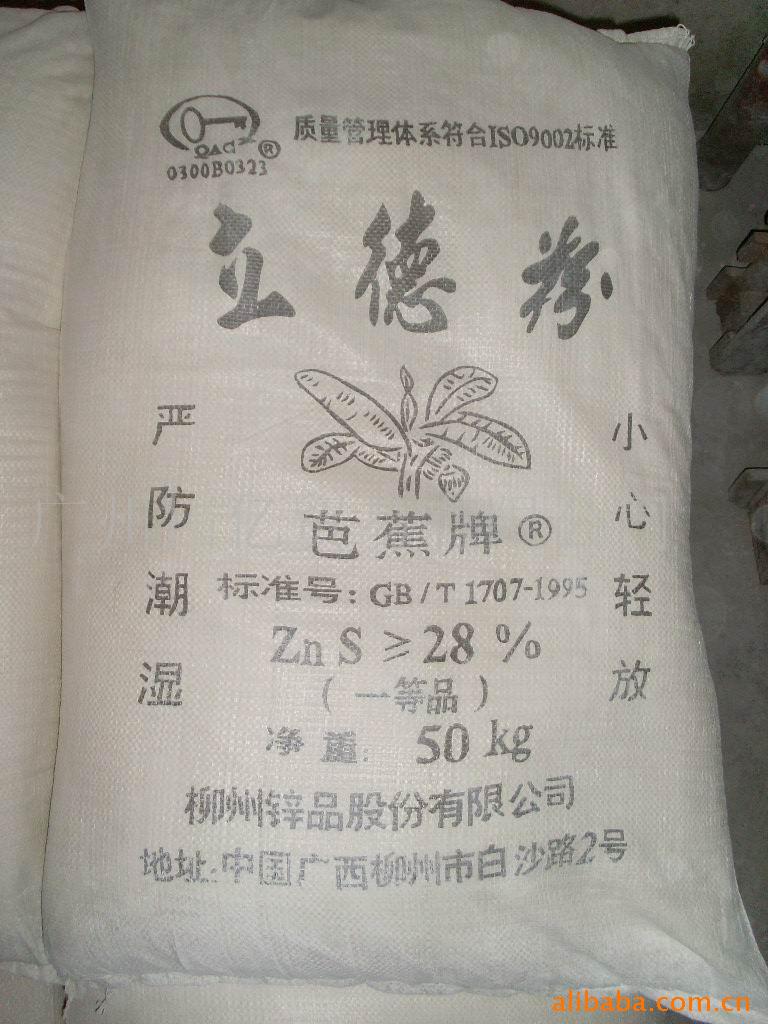 质量管理体系符合ISO9002标准
QAC
®
0300B0323
立德粉
严防潮湿
小心轻放
芭蕉牌®
标准号：GB/T 1707-1995
ZnS≥28%
（一等品）
净重：50kg
柳州锌品股份有限公司
地址：中国广西柳州市白沙路2号
alibaba.com.cn